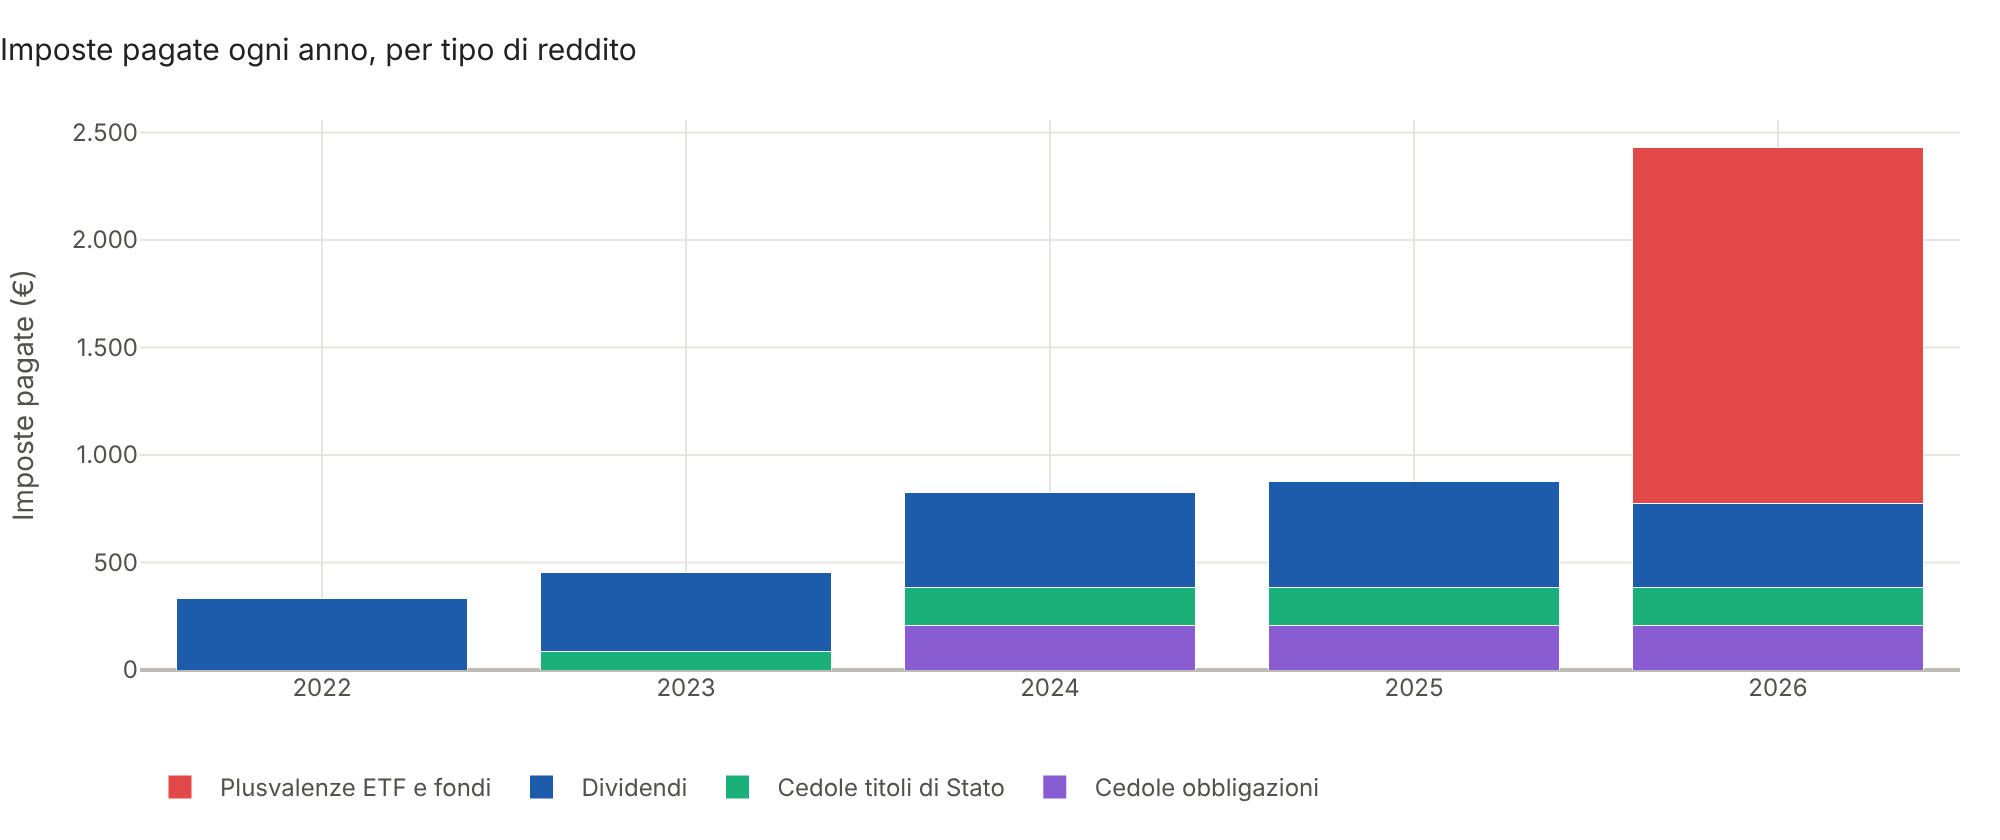 Imposte pagate ogni anno, per tipo di reddito
Imposte pagate (€)
2.500
2.000
1.500
1.000
500
0
2022 2023 2024 2025 2026
Plusvalenze ETF e fondi Dividendi Cedole titoli di Stato Cedole obbligazioni